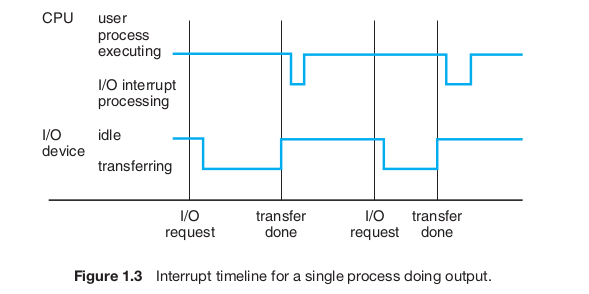 CPU
user
process
executing
I/O interrupt
processing
I/O
device
idle
transferring
I/O
request
transfer
done
I/O
request
transfer
done
Figure 1.3 Interrupt timeline for a single process doing output.